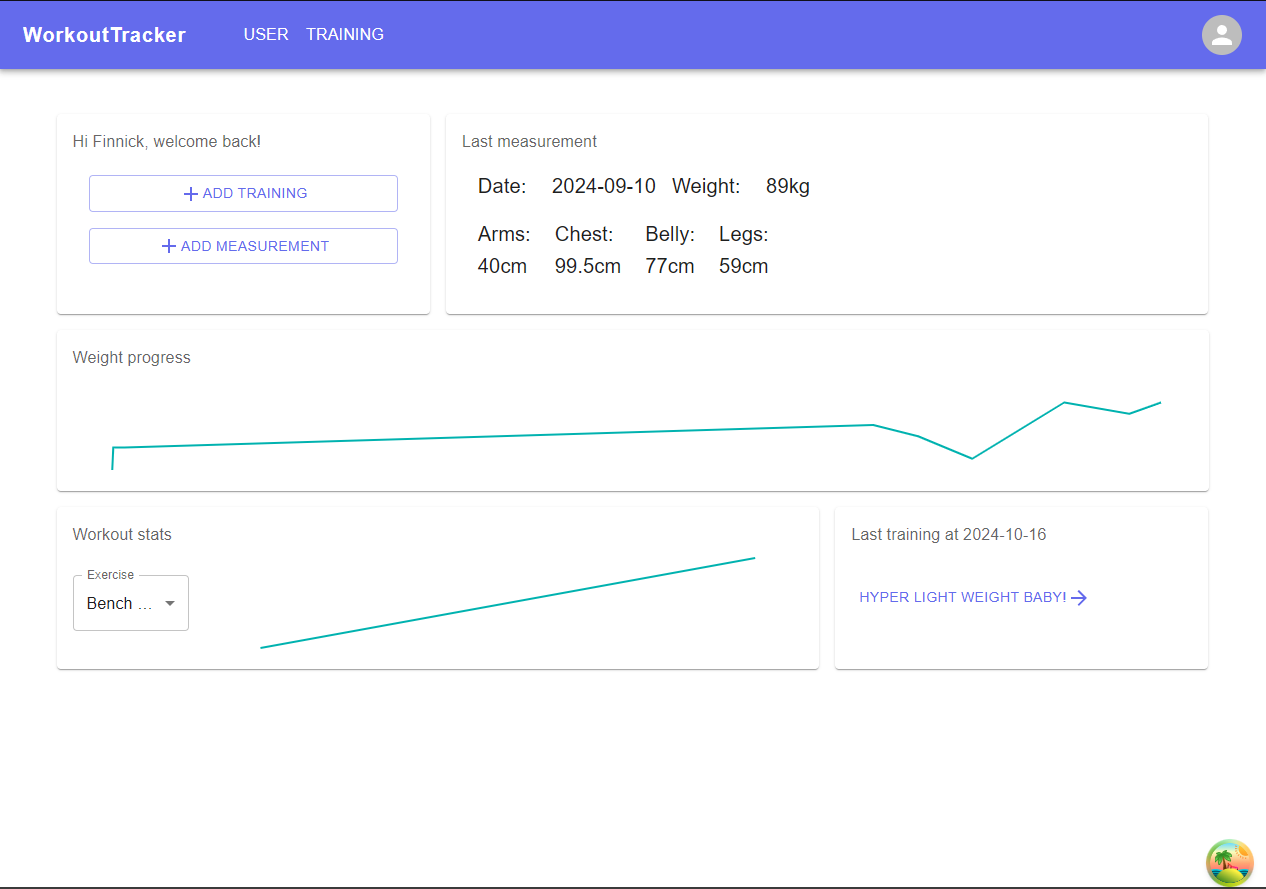 WorkoutTracker USER TRAINING
Hi Finnick, welcome back!
+ ADD TRAINING
+ ADD MEASUREMENT
Last measurement
Date: 2024-09-10 Weight: 89kg
Arms: Chest: Belly: Legs:
40cm 99.5cm 77cm 59cm
Weight progress
Workout stats
Exercise
Bench ...
Last training at 2024-10-16
HYPER LIGHT WEIGHT BABY!